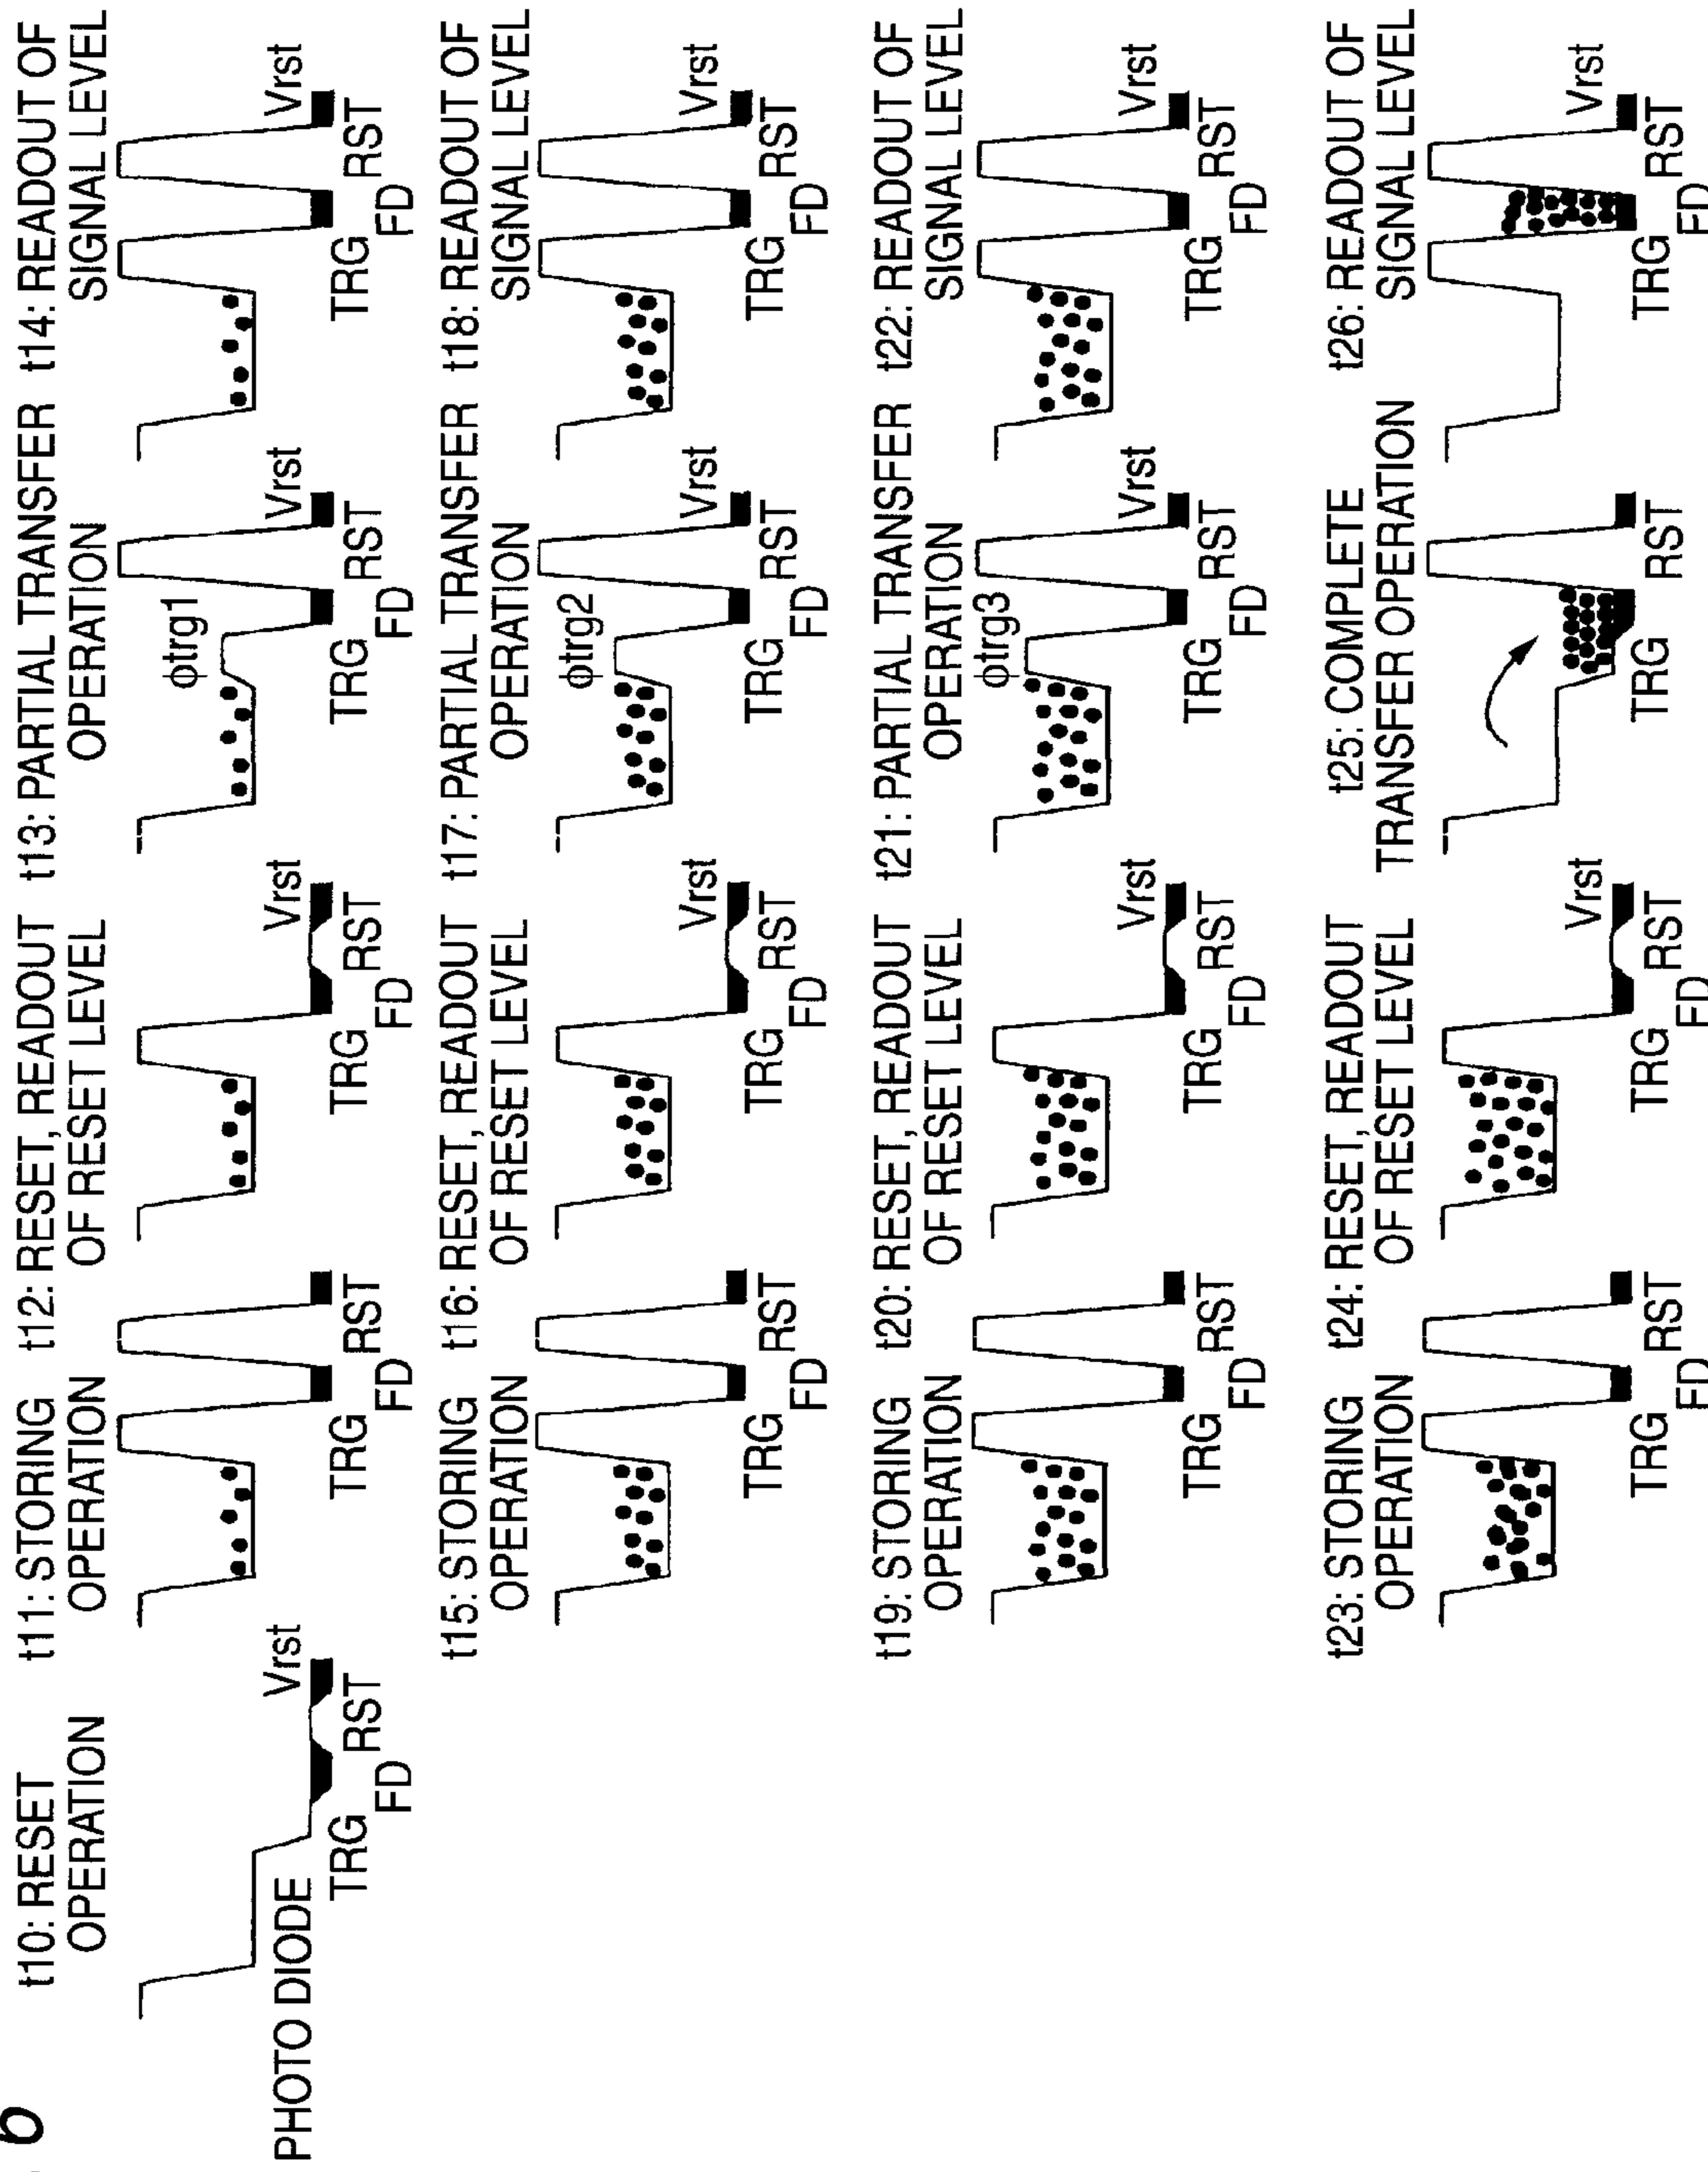 6
t10: RESET
OPERATION
PHOTO DIODE
TRG
FD
RST
Vrst
t11: STORING
OPERATION
TRG
FD
RST
t12: RESET, READOUT
OF RESET LEVEL
TRG
FD
RST
Vrst
t13: PARTIAL TRANSFER
OPERATION
ϕtrg1
TRG
FD
RST
Vrst
t14: READOUT OF
SIGNAL LEVEL
TRG
FD
RST
Vrst
t15: STORING
OPERATION
TRG
FD
RST
t16: RESET, READOUT
OF RESET LEVEL
TRG
FD
RST
Vrst
t17: PARTIAL TRANSFER
OPERATION
ϕtrg2
TRG
FD
RST
Vrst
t18: READOUT OF
SIGNAL LEVEL
TRG
FD
RST
Vrst
t19: STORING
OPERATION
TRG
FD
RST
t20: RESET, READOUT
OF RESET LEVEL
TRG
FD
RST
Vrst
t21: PARTIAL TRANSFER
OPERATION
ϕtrg3
TRG
FD
RST
Vrst
t22: READOUT OF
SIGNAL LEVEL
TRG
FD
RST
Vrst
t23: STORING
OPERATION
TRG
FD
RST
t24: RESET, READOUT
OF RESET LEVEL
TRG
FD
RST
Vrst
t25: COMPLETE
TRANSFER OPERATION
TRG
RST
t26: READOUT OF
SIGNAL LEVEL
TRG
FD
RST
Vrst